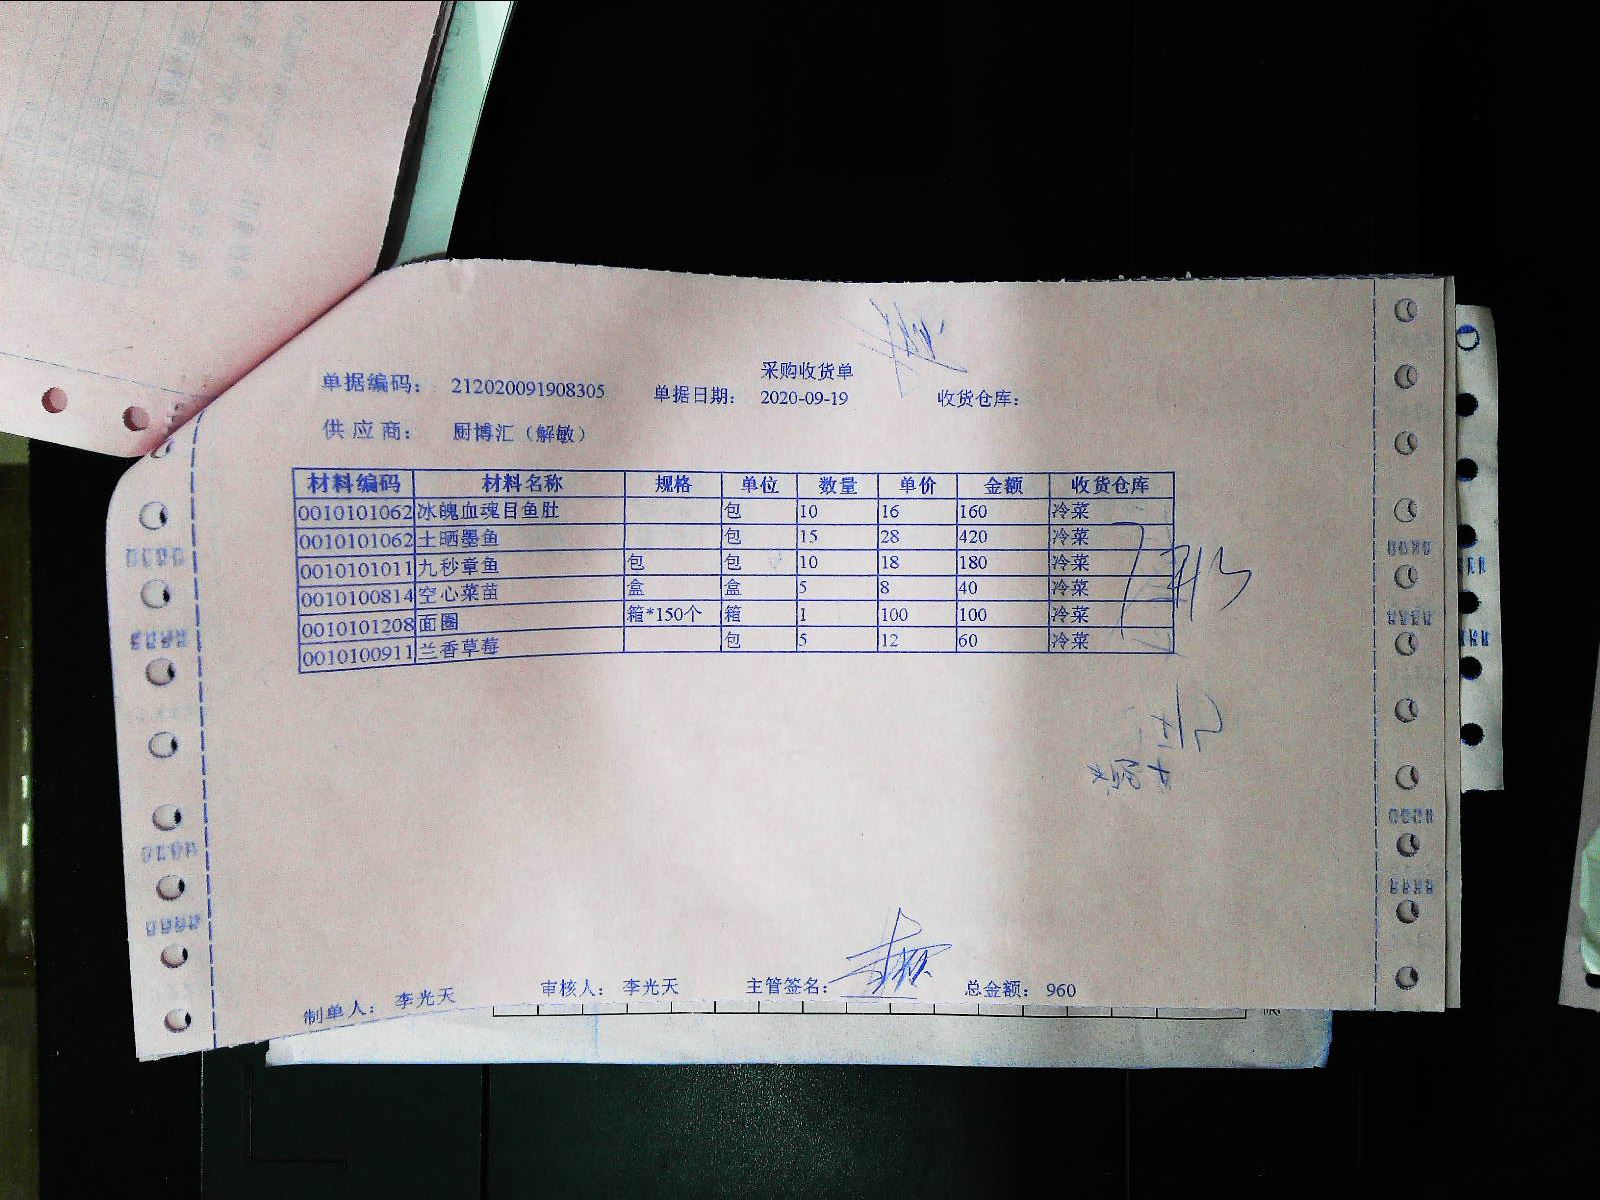 采购收货单
单据编码： 212020091908305 单据日期： 2020-09-19 收货仓库：
供应商： 厨博汇（解敏）
材料编码 材料名称 规格 单位 数量 单价 金额 收货仓库
0010101062 冰魄血魂目鱼肚 包 10 16 160 冷菜
0010101062 土晒墨鱼 包 15 28 420 冷菜
0010101011 九秒章鱼 包 包 10 18 180 冷菜
0010100814 空心菜苗 盒 盒 5 8 40 冷菜
0010101208 面圈 箱*150个 箱 1 100 100 冷菜
0010100911 兰香草莓 包 5 12 60 冷菜
制单人： 李光天 审核人： 李光天 主管签名： 总金额： 960